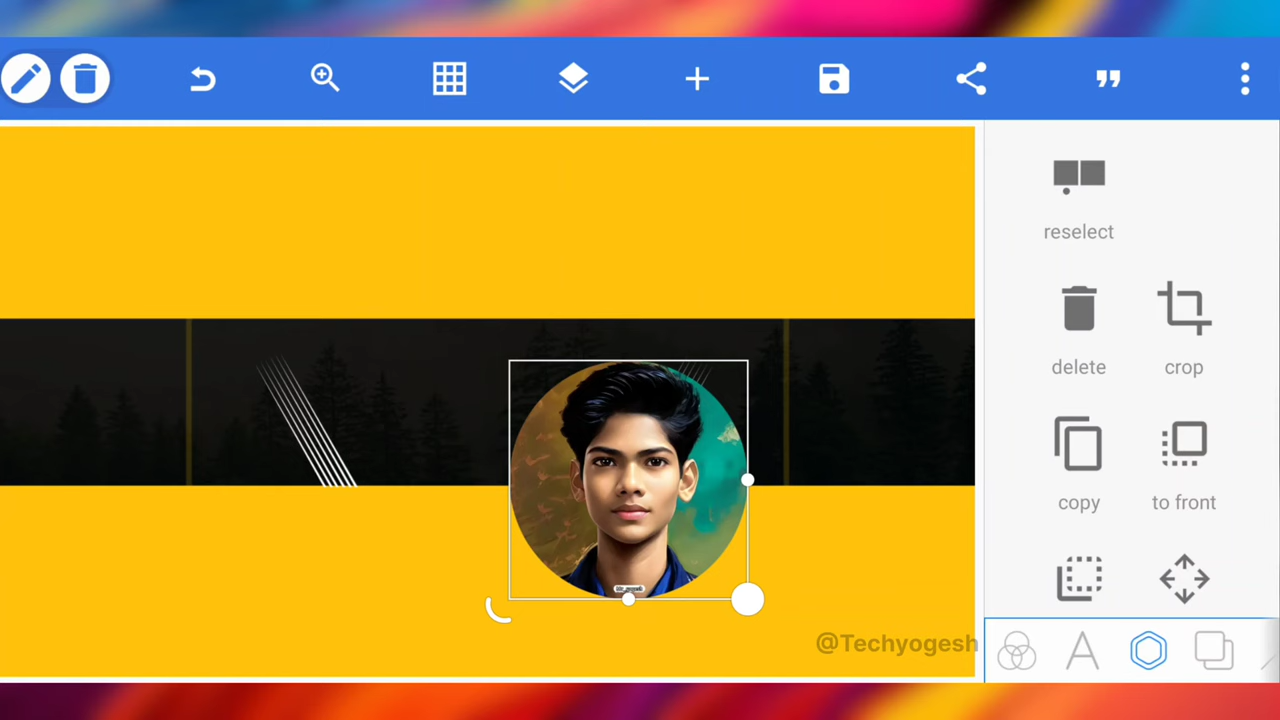 reselect
delete
crop
copy
to front
@Techyogesh